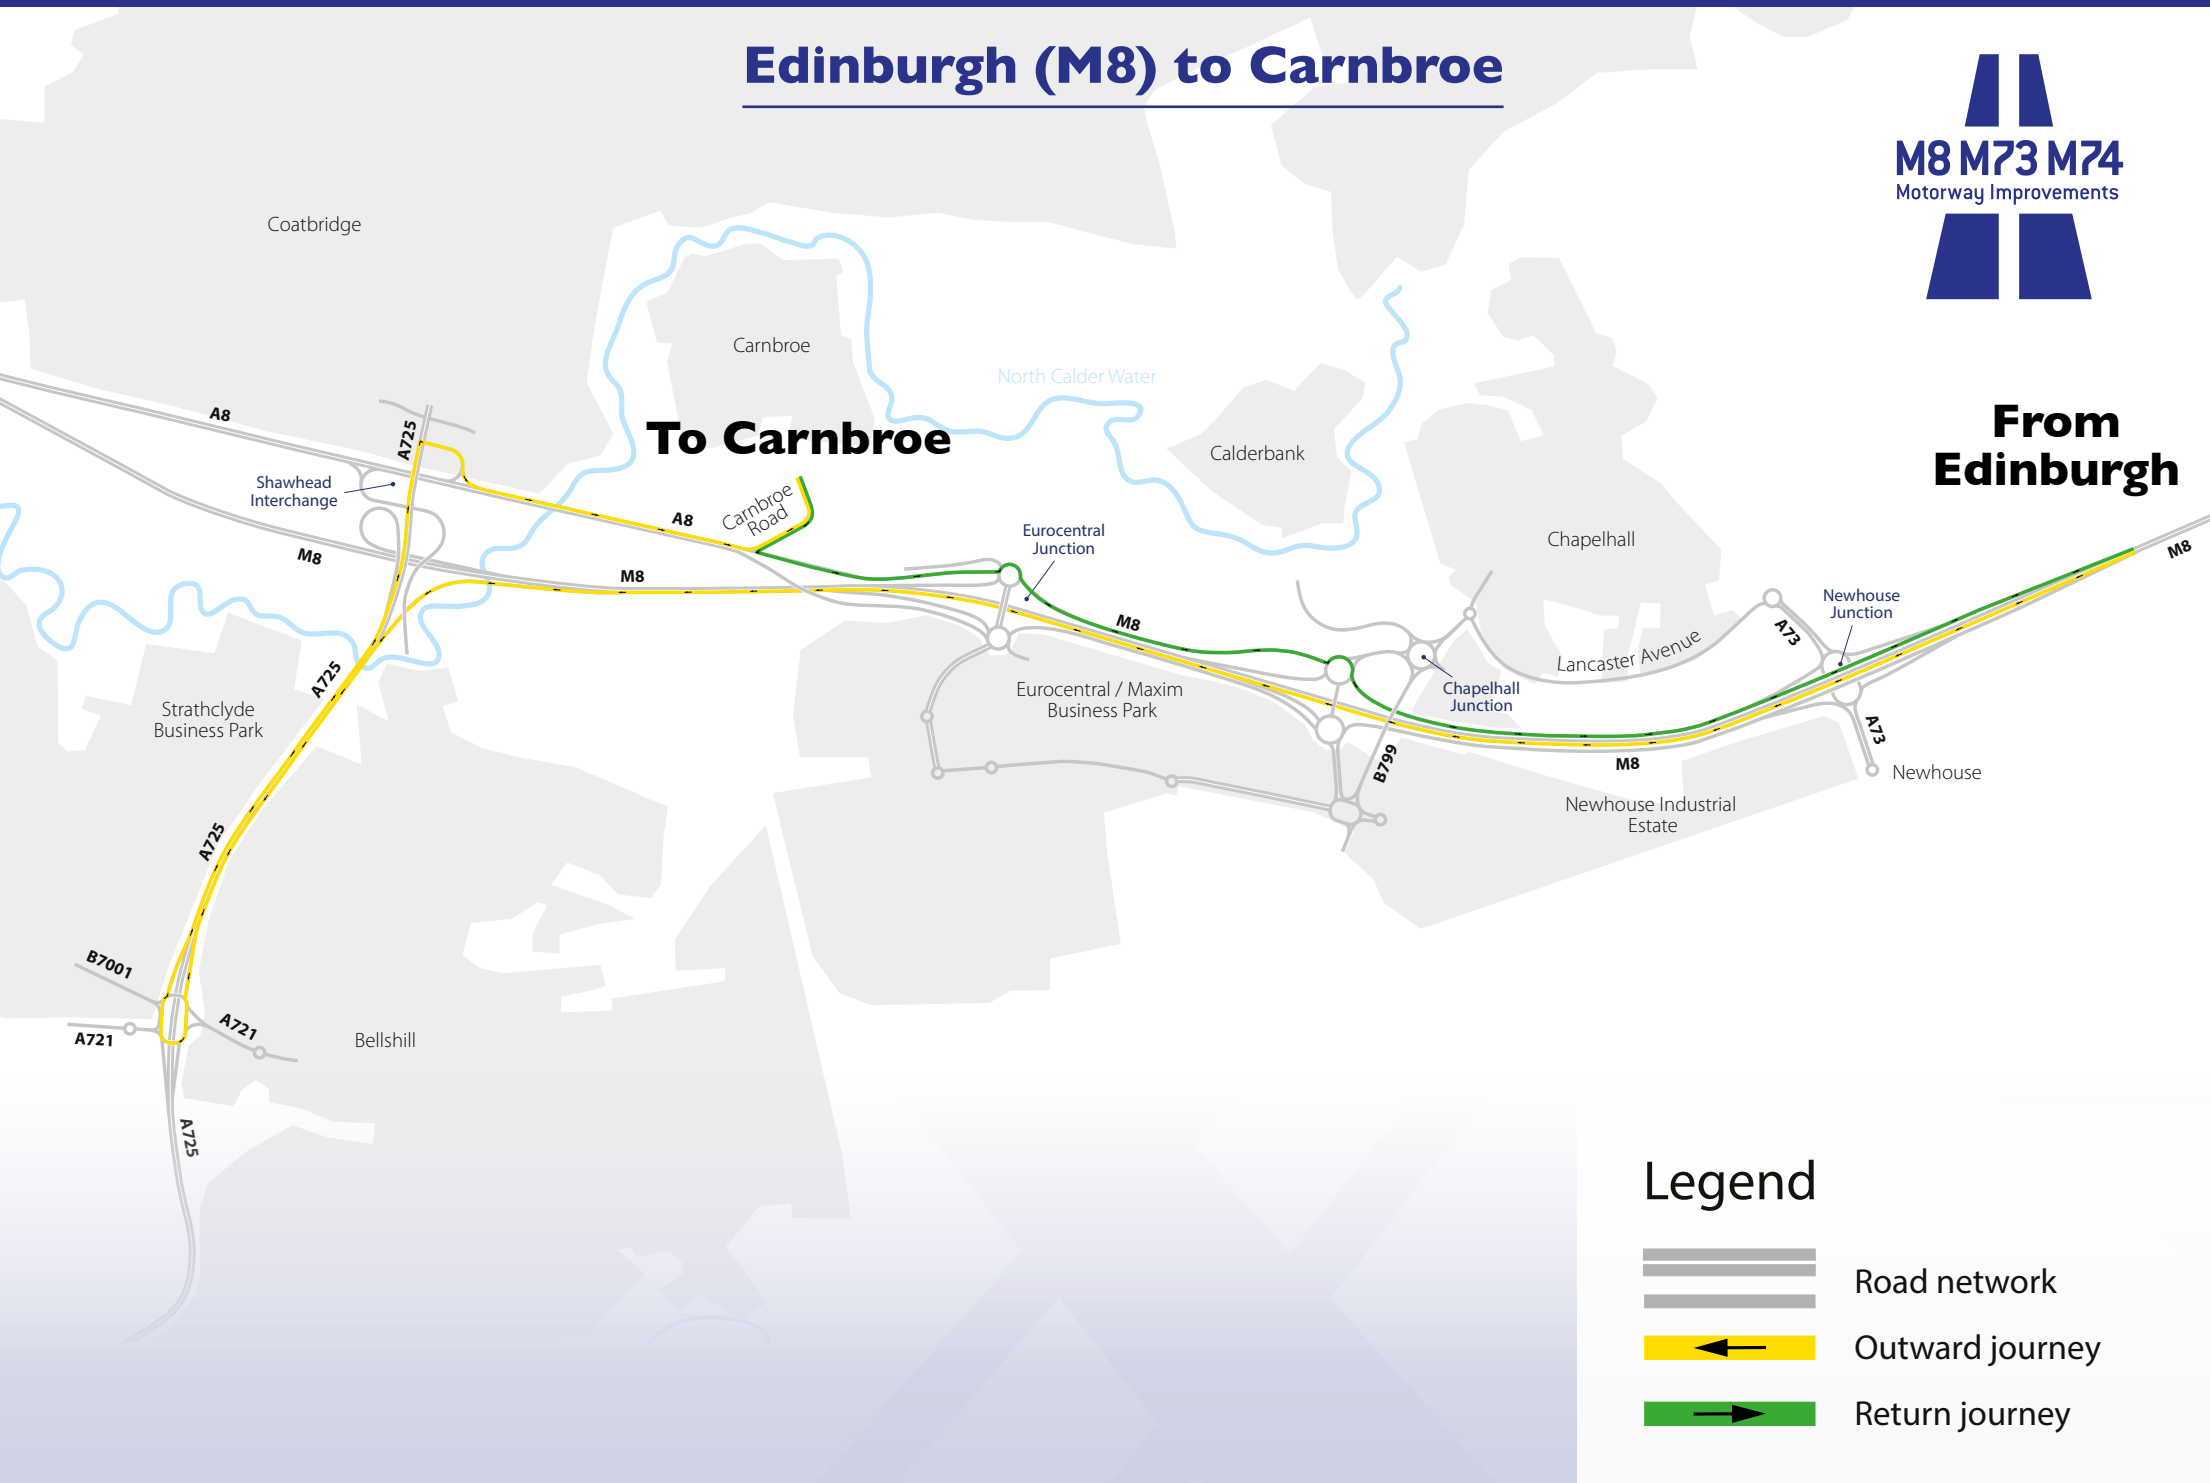 Edinburgh (M8) to Carnbroe
M8 M73 M74
Motorway Improvements
Coatbridge
Carnbroe
North Calder Water
A8
A725
To Carnbroe
From
Edinburgh
Calderbank
Shawhead
Interchange
Carnbroe
Road
A8
Eurocentral
Junction
Chapelhall
M8
M8
M8
M8
Newhouse
Junction
A73
Lancaster Avenue
A725
Strathclyde
Business Park
Eurocentral / Maxim
Business Park
Chapelhall
Junction
A73
B799
M8
Newhouse
Newhouse Industrial
Estate
A725
B7001
A721
A721
Bellshill
A725
Legend
Road network
Outward journey
Return journey